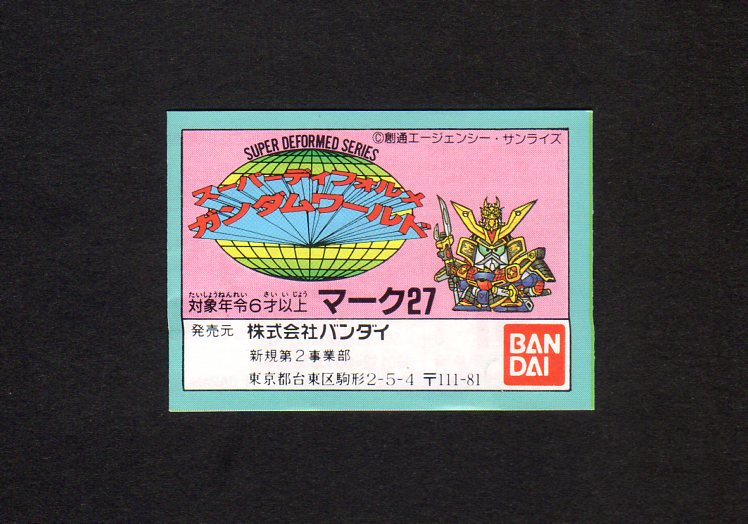 SUPER DEFORMED SERIES
©創通エージェンシー・サンライズ
スーパーディフォルメ
ガンダムワールド
たいしょうねんれい さい いじょう
対象年令6才以上 マーク27
発売元 株式会社バンダイ
新規第2事業部
東京都台東区駒形2-5-4 〒111-81
BAN
DAI